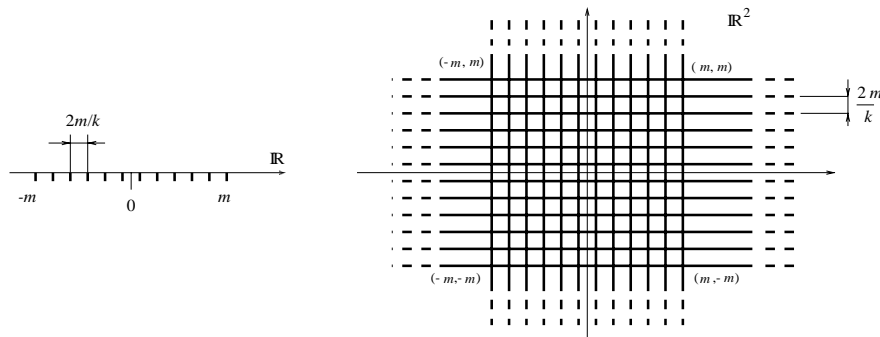 2m/k
ℝ
-m
0
m
ℝ²
(-m, m)
(m, m)
(-m,-m)
(m,-m)
2m
k